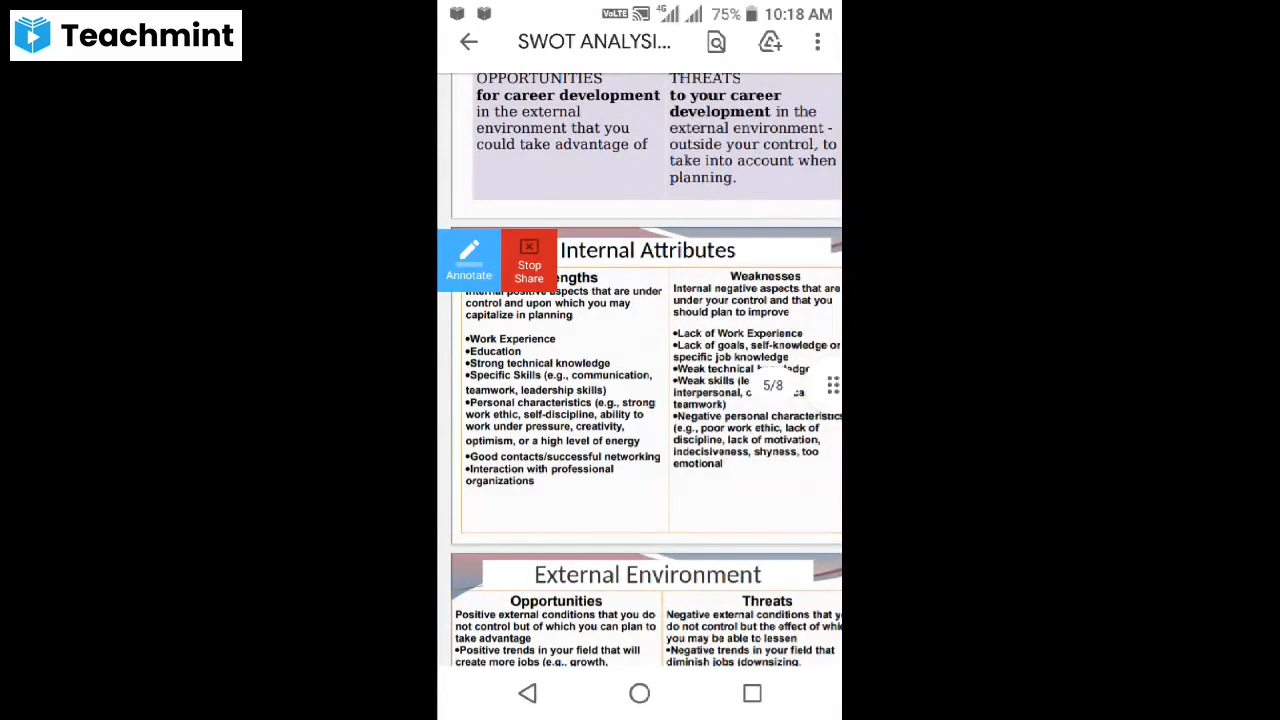 Teachmint
VoLTE 4G 75% 10:18 AM
SWOT ANALYSI...
OPPORTUNITIES
for career development
in the external
environment that you
could take advantage of
THREATS
to your career
development in the
external environment -
outside your control, to
take into account when
planning.
Annotate
Stop
Share
Internal Attributes
engths
Internal positive aspects that are under
control and upon which you may
capitalize in planning
•Work Experience
•Education
•Strong technical knowledge
•Specific Skills (e.g., communication,
teamwork, leadership skills)
•Personal characteristics (e.g., strong
work ethic, self-discipline, ability to
work under pressure, creativity,
optimism, or a high level of energy
•Good contacts/successful networking
•Interaction with professional
organizations
Weaknesses
Internal negative aspects that are
under your control and that you
should plan to improve
•Lack of Work Experience
•Lack of goals, self-knowledge or
specific job knowledge
•Weak technical
•Weak skills (le
interpersonal, c
teamwork)
•Negative personal characteristics
(e.g., poor work ethic, lack of
discipline, lack of motivation,
indecisiveness, shyness, too
emotional
5/8
External Environment
Opportunities
Positive external conditions that you do
not control but of which you can plan to
take advantage
•Positive trends in your field that will
create more jobs (e.g., growth,
Threats
Negative external conditions that y
do not control but the effect of whi
you may be able to lessen
•Negative trends in your field that
diminish jobs (downsizing,